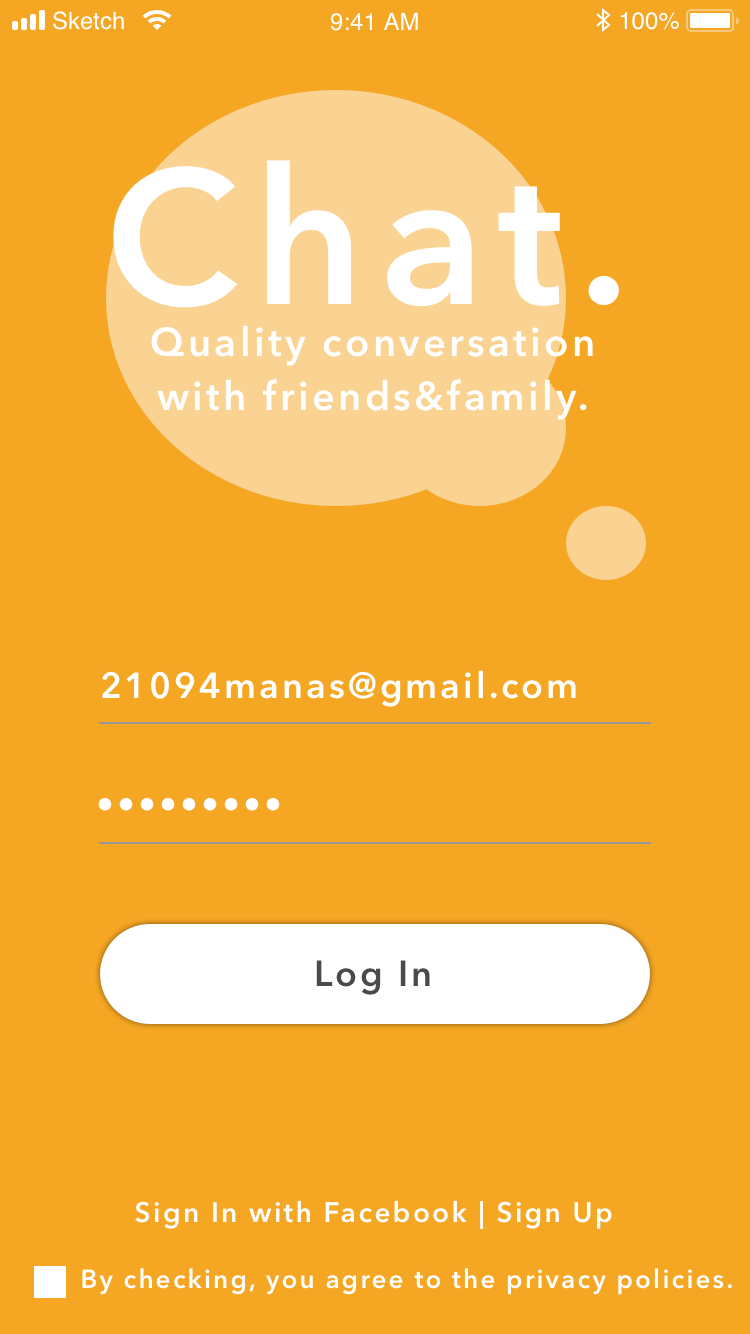 Sketch 9:41 AM 100%
Chat.
Quality conversation
with friends&family.
21094manas@gmail.com
•••••••••
Log In
Sign In with Facebook | Sign Up
By checking, you agree to the privacy policies.